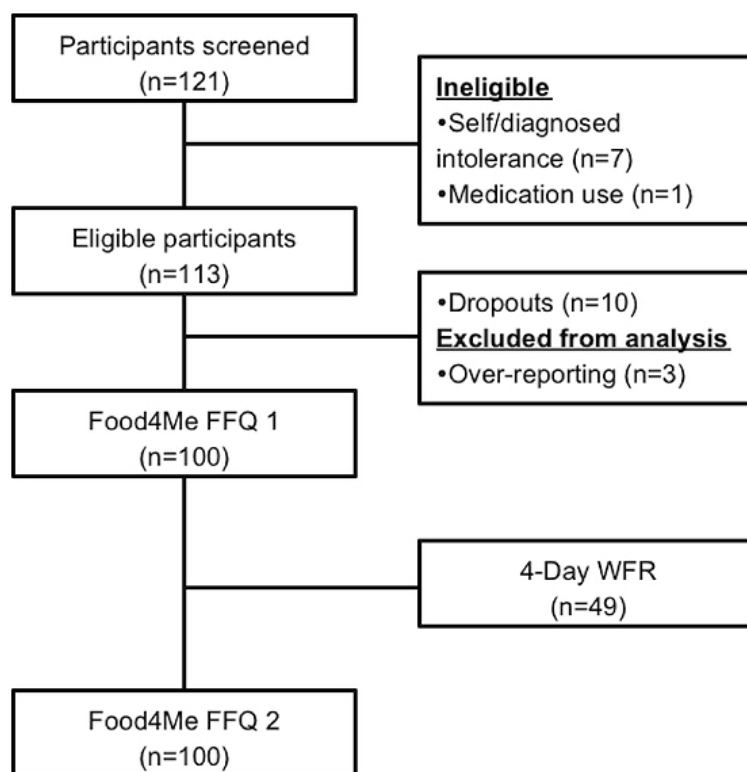 Participants screened
(n=121)
Ineligible
•Self/diagnosed
intolerance (n=7)
•Medication use (n=1)
Eligible participants
(n=113)
•Dropouts (n=10)
Excluded from analysis
•Over-reporting (n=3)
Food4Me FFQ 1
(n=100)
4-Day WFR
(n=49)
Food4Me FFQ 2
(n=100)